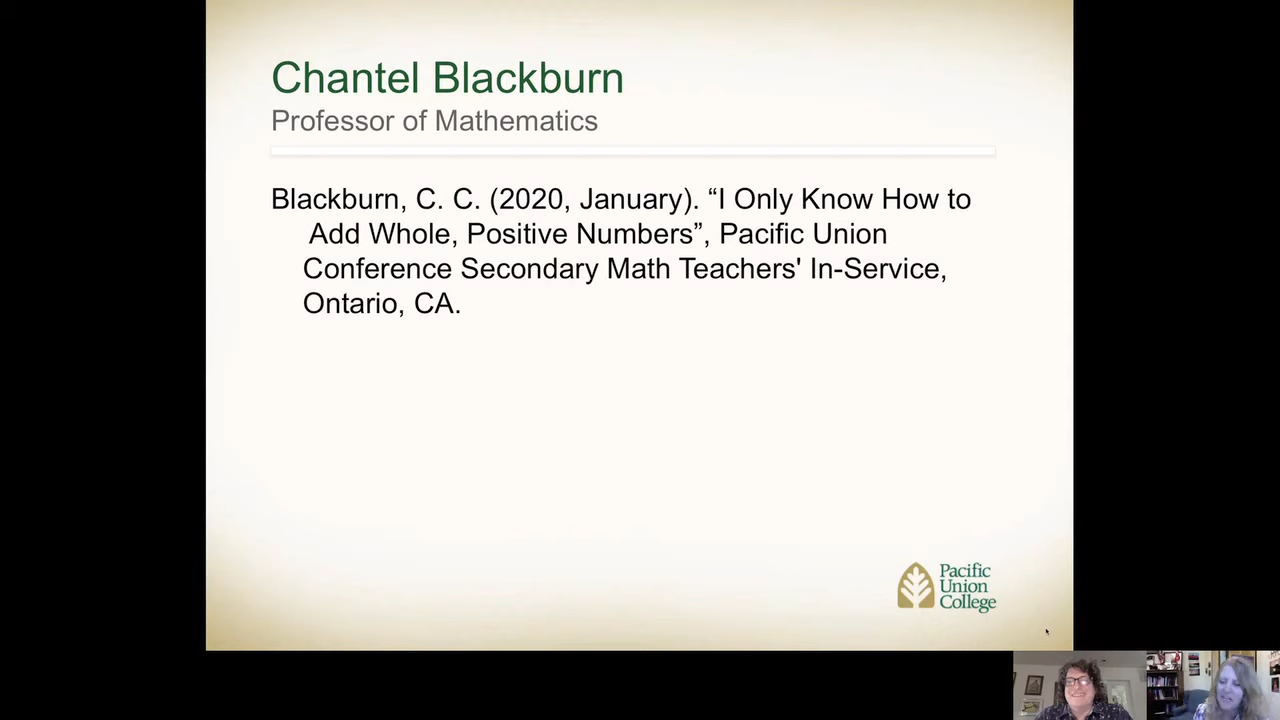 Chantel Blackburn
Professor of Mathematics
Blackburn, C. C. (2020, January). “I Only Know How to
Add Whole, Positive Numbers”, Pacific Union
Conference Secondary Math Teachers' In-Service,
Ontario, CA.
Pacific
Union
College